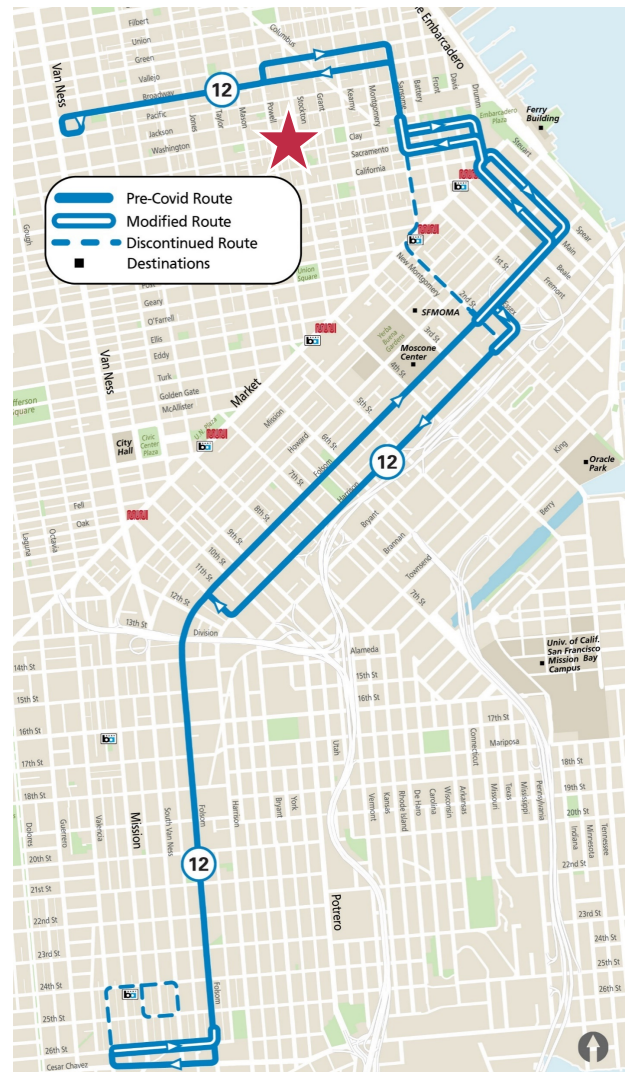 Filbert
Union
Green
Vallejo
Broadway
Pacific
Jackson
Washington
Van Ness
Columbus
The Embarcadero
12
Jones
Taylor
Mason
Powell
Stockton
Grant
Kearny
Montgomery
Sansome
Battery
Front
Davis
Drumm
Embarcadero
Plaza
Ferry
Building
Steuart
Clay
Sacramento
California
Pre-Covid Route
Modified Route
Discontinued Route
Destinations
Gough
Union
Square
Post
Geary
O'Farrell
Ellis
Eddy
Turk
Golden Gate
McAllister
Van Ness
Market
Spear
Main
Beale
Fremont
1st St
Essex
2nd St
New Montgomery
SFMOMA
3rd St
Yerba
Buena
Gardens
Moscone
Center
4th St
5th St
Mission
Howard
6th St
7th St
Folsom
Harrison
12
8th St
9th St
10th St
11th St
12th St
13th St
Division
City
Hall
Civic
Center
Plaza
U.N. Plaza
Jefferson
Square
Fell
Oak
Laguna
Octavia
King
Oracle
Park
Berry
Bryant
Brannan
Townsend
7th St
Univ. of Calif.
San Francisco
Mission Bay
Campus
Alameda
15th St
16th St
14th St
15th St
16th St
17th St
18th St
17th St
Mariposa
18th St
19th St
20th St
22nd St
Utah
Vermont
Kansas
Rhode Island
De Haro
Carolina
Wisconsin
Arkansas
Connecticut
Missouri
Texas
Mississippi
Pennsylvania
Indiana
Minnesota
Tennessee
Dolores
Guerrero
Valencia
Mission
South Van Ness
Folsom
Harrison
Bryant
York
Potrero
12
20th St
21st St
22nd St
23rd St
24th St
25th St
26th St
Cesar Chavez
Folsom
23rd St
24th St
25th St
26th St